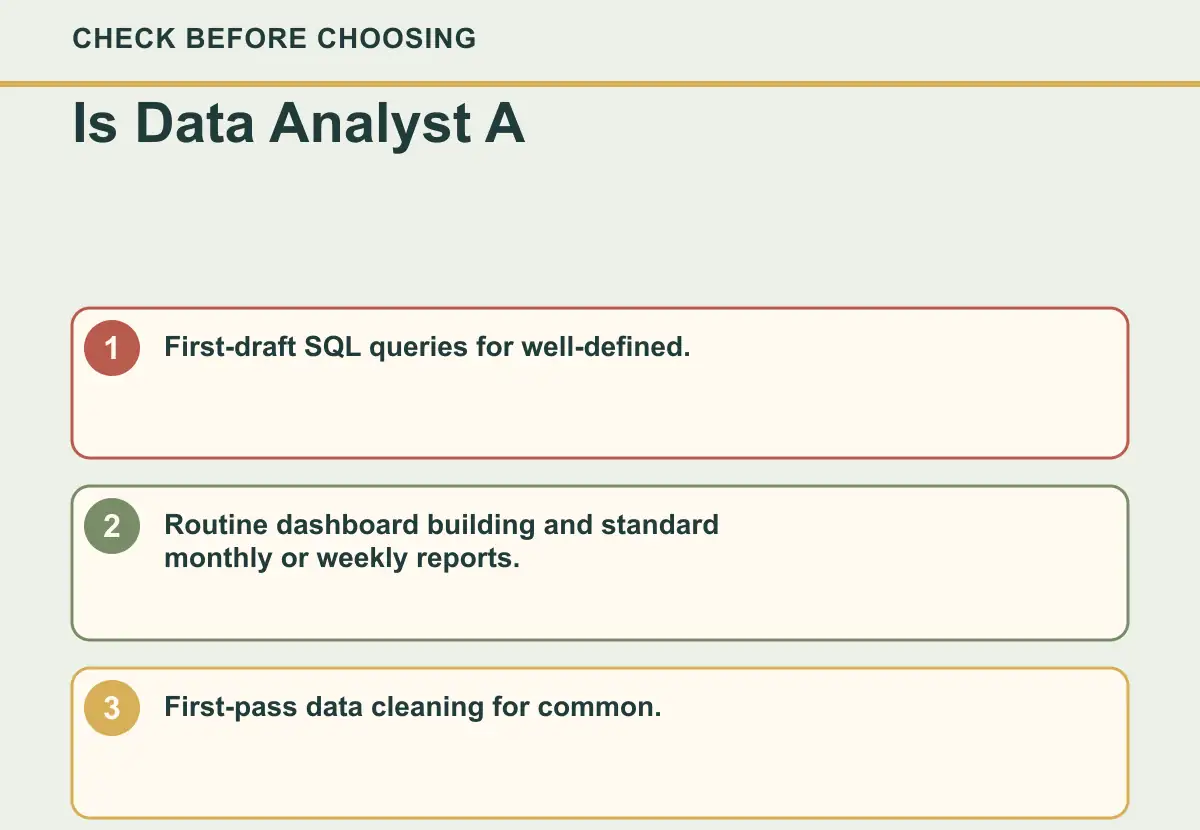 CHECK BEFORE CHOOSING
Is Data Analyst A
1
First-draft SQL queries for well-defined.
2
Routine dashboard building and standard
monthly or weekly reports.
3
First-pass data cleaning for common.